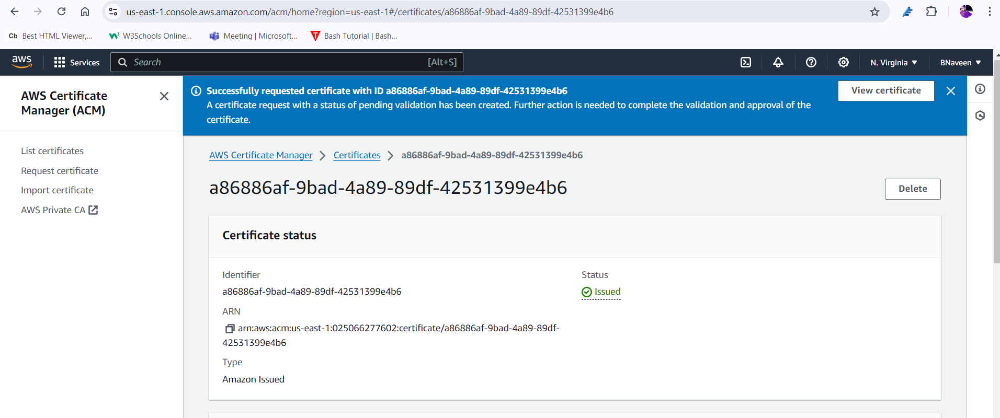 us-east-1.console.aws.amazon.com/acm/home?region=us-east-1#/certificates/a86886af-9bad-4a89-89df-42531399e4b6
Cb Best HTML Viewer,... W3Schools Online... Meeting | Microsoft... T Bash Tutorial | Bash...
aws Services Search [Alt+S] N. Virginia BNaveen
AWS Certificate
Manager (ACM)
List certificates
Request certificate
Import certificate
AWS Private CA
Successfully requested certificate with ID a86886af-9bad-4a89-89df-42531399e4b6
A certificate request with a status of pending validation has been created. Further action is needed to complete the validation and approval of the
certificate.
View certificate
AWS Certificate Manager > Certificates > a86886af-9bad-4a89-89df-42531399e4b6
a86886af-9bad-4a89-89df-42531399e4b6
Delete
Certificate status
Identifier
a86886af-9bad-4a89-89df-42531399e4b6
ARN
arn:aws:acm:us-east-1:025066277602:certificate/a86886af-9bad-4a89-89df-
42531399e4b6
Type
Amazon Issued
Status
Issued